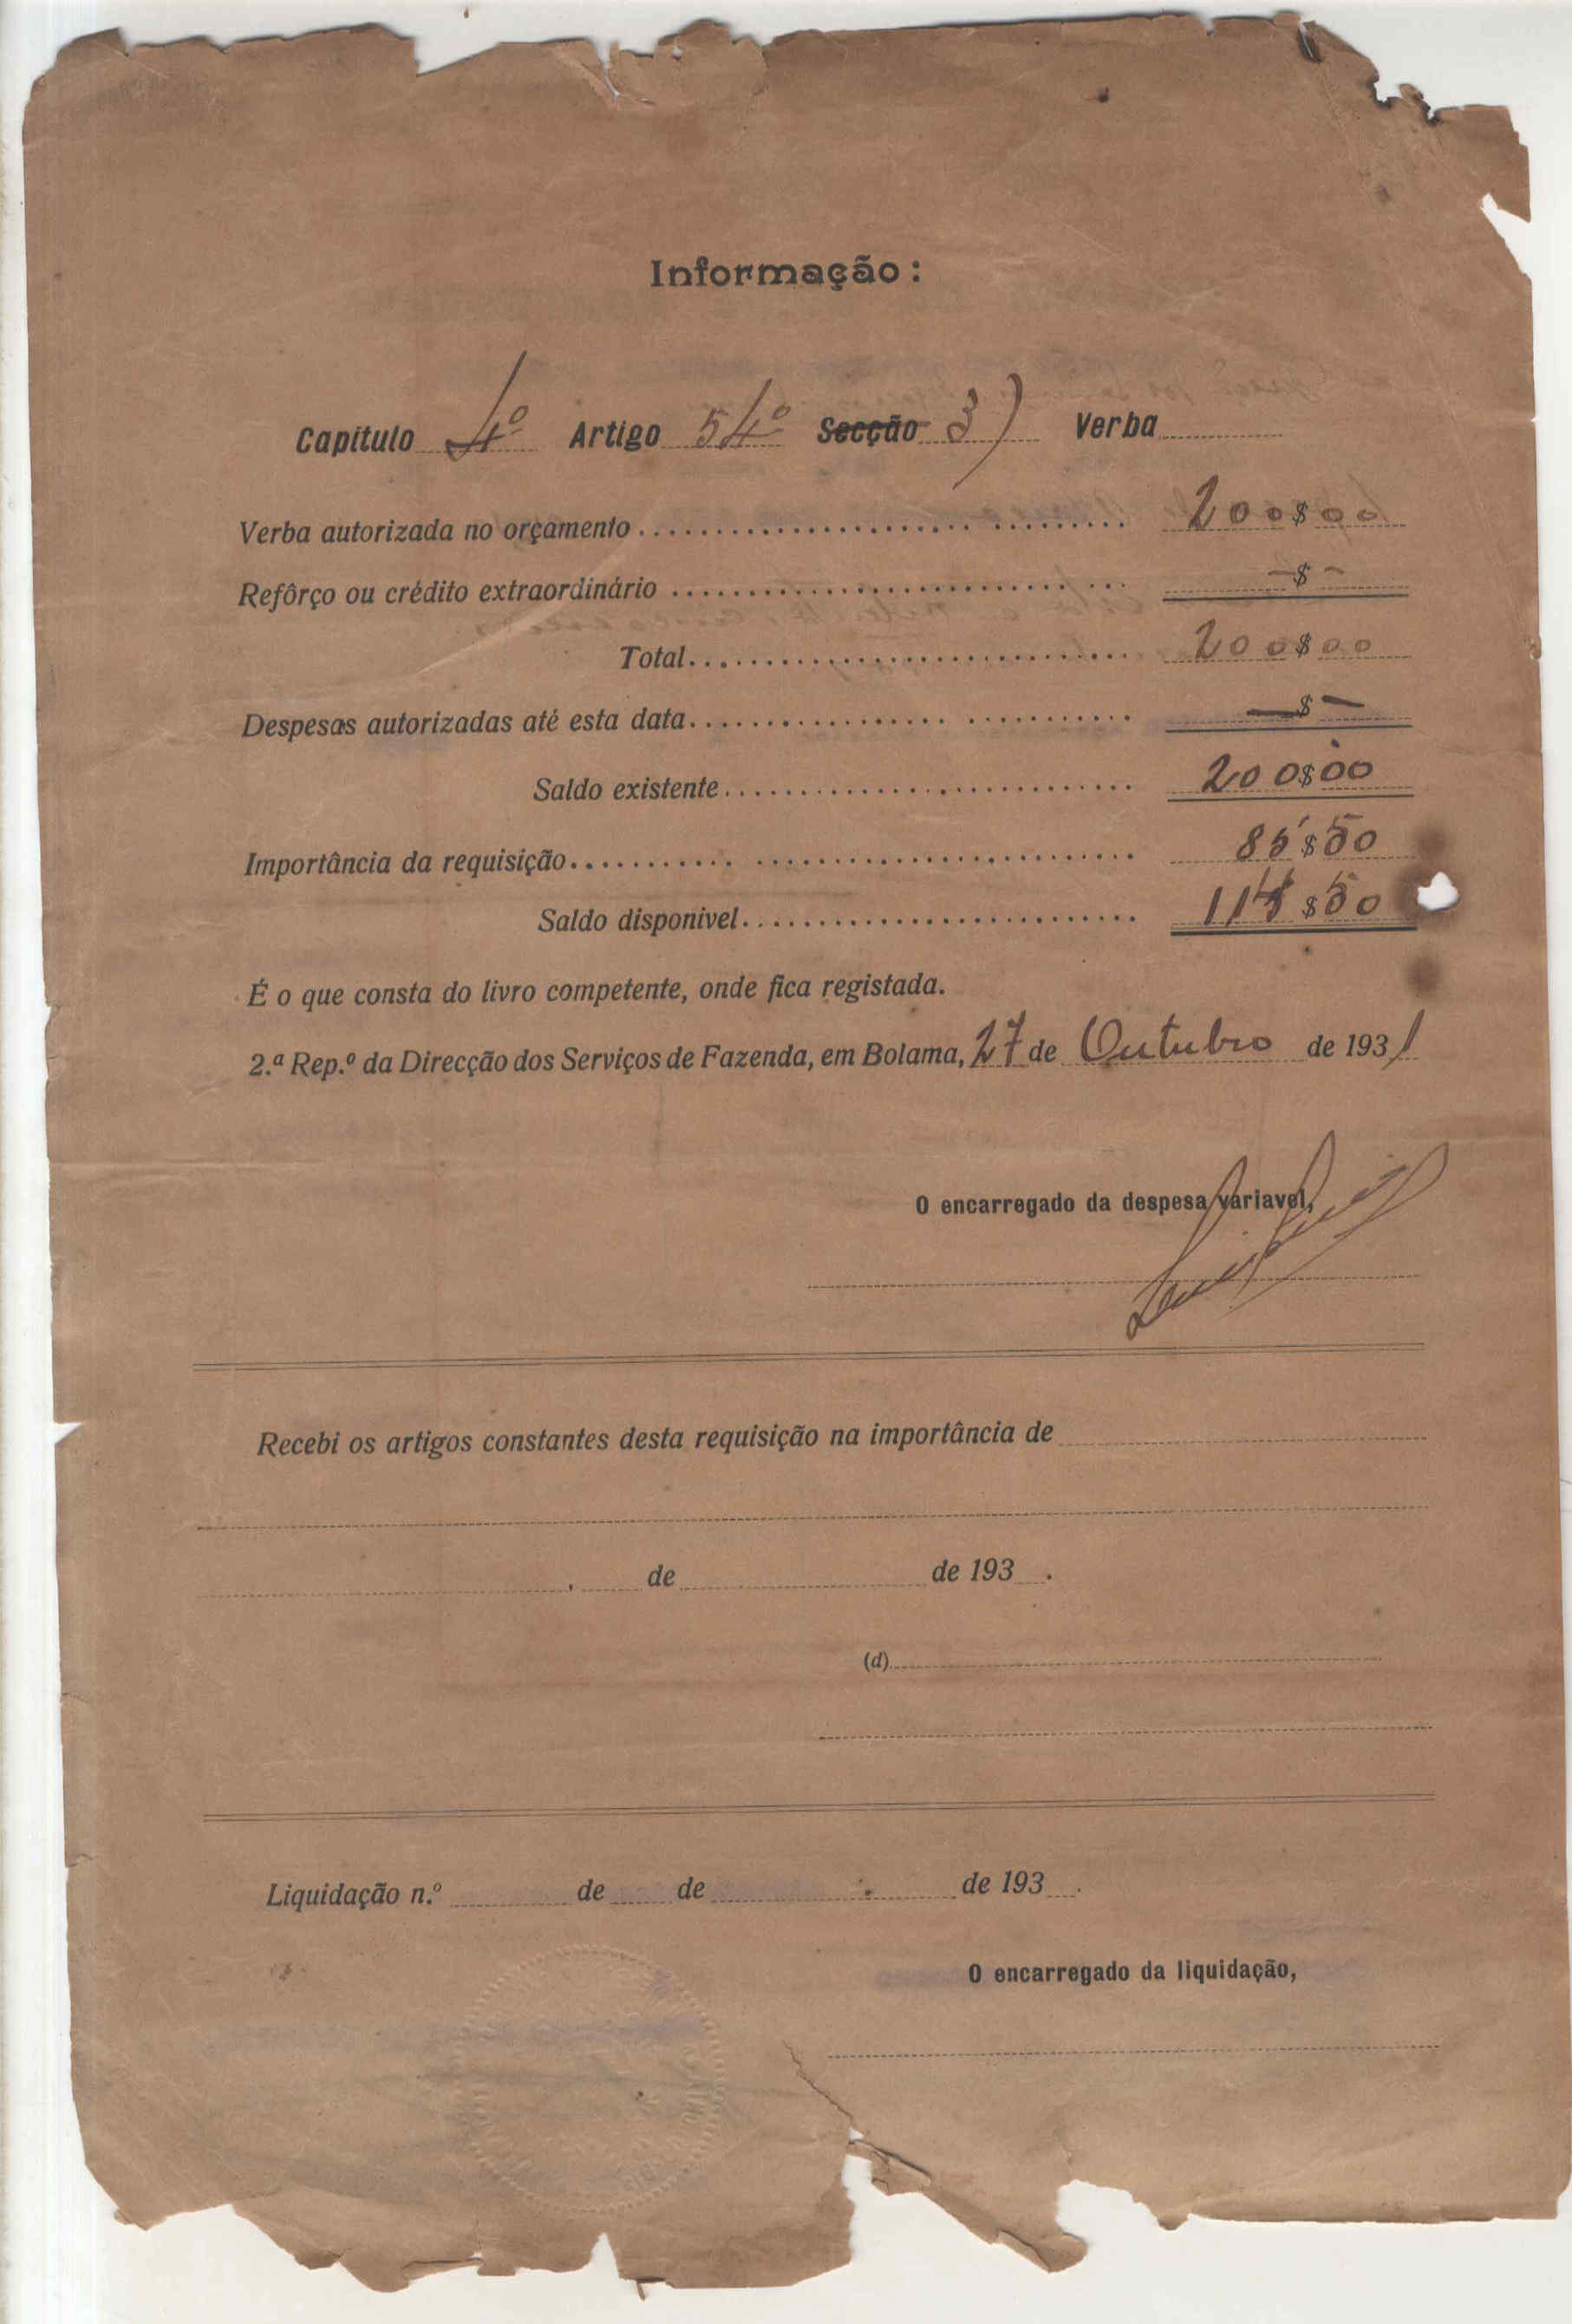 Informação:
Capítulo 4º Artigo 54º Secção 3) Verba
Verba autorizada no orçamento 200$00
Refôrço ou crédito extraordinário —$—
Total 200$00
Despesas autorizadas até esta data —$—
Saldo existente 200$00
Importância da requisição 85$50
Saldo disponivel 114$50
É o que consta do livro competente, onde fica registada.
2.ª Rep.º da Direcção dos Serviços de Fazenda, em Bolama, 27 de Outubro de 1931
O encarregado da despesa variavel,
Recebi os artigos constantes desta requisição na importância de
, de de 193 .
(d)
Liquidação n.º de de de 193 .
O encarregado da liquidação,